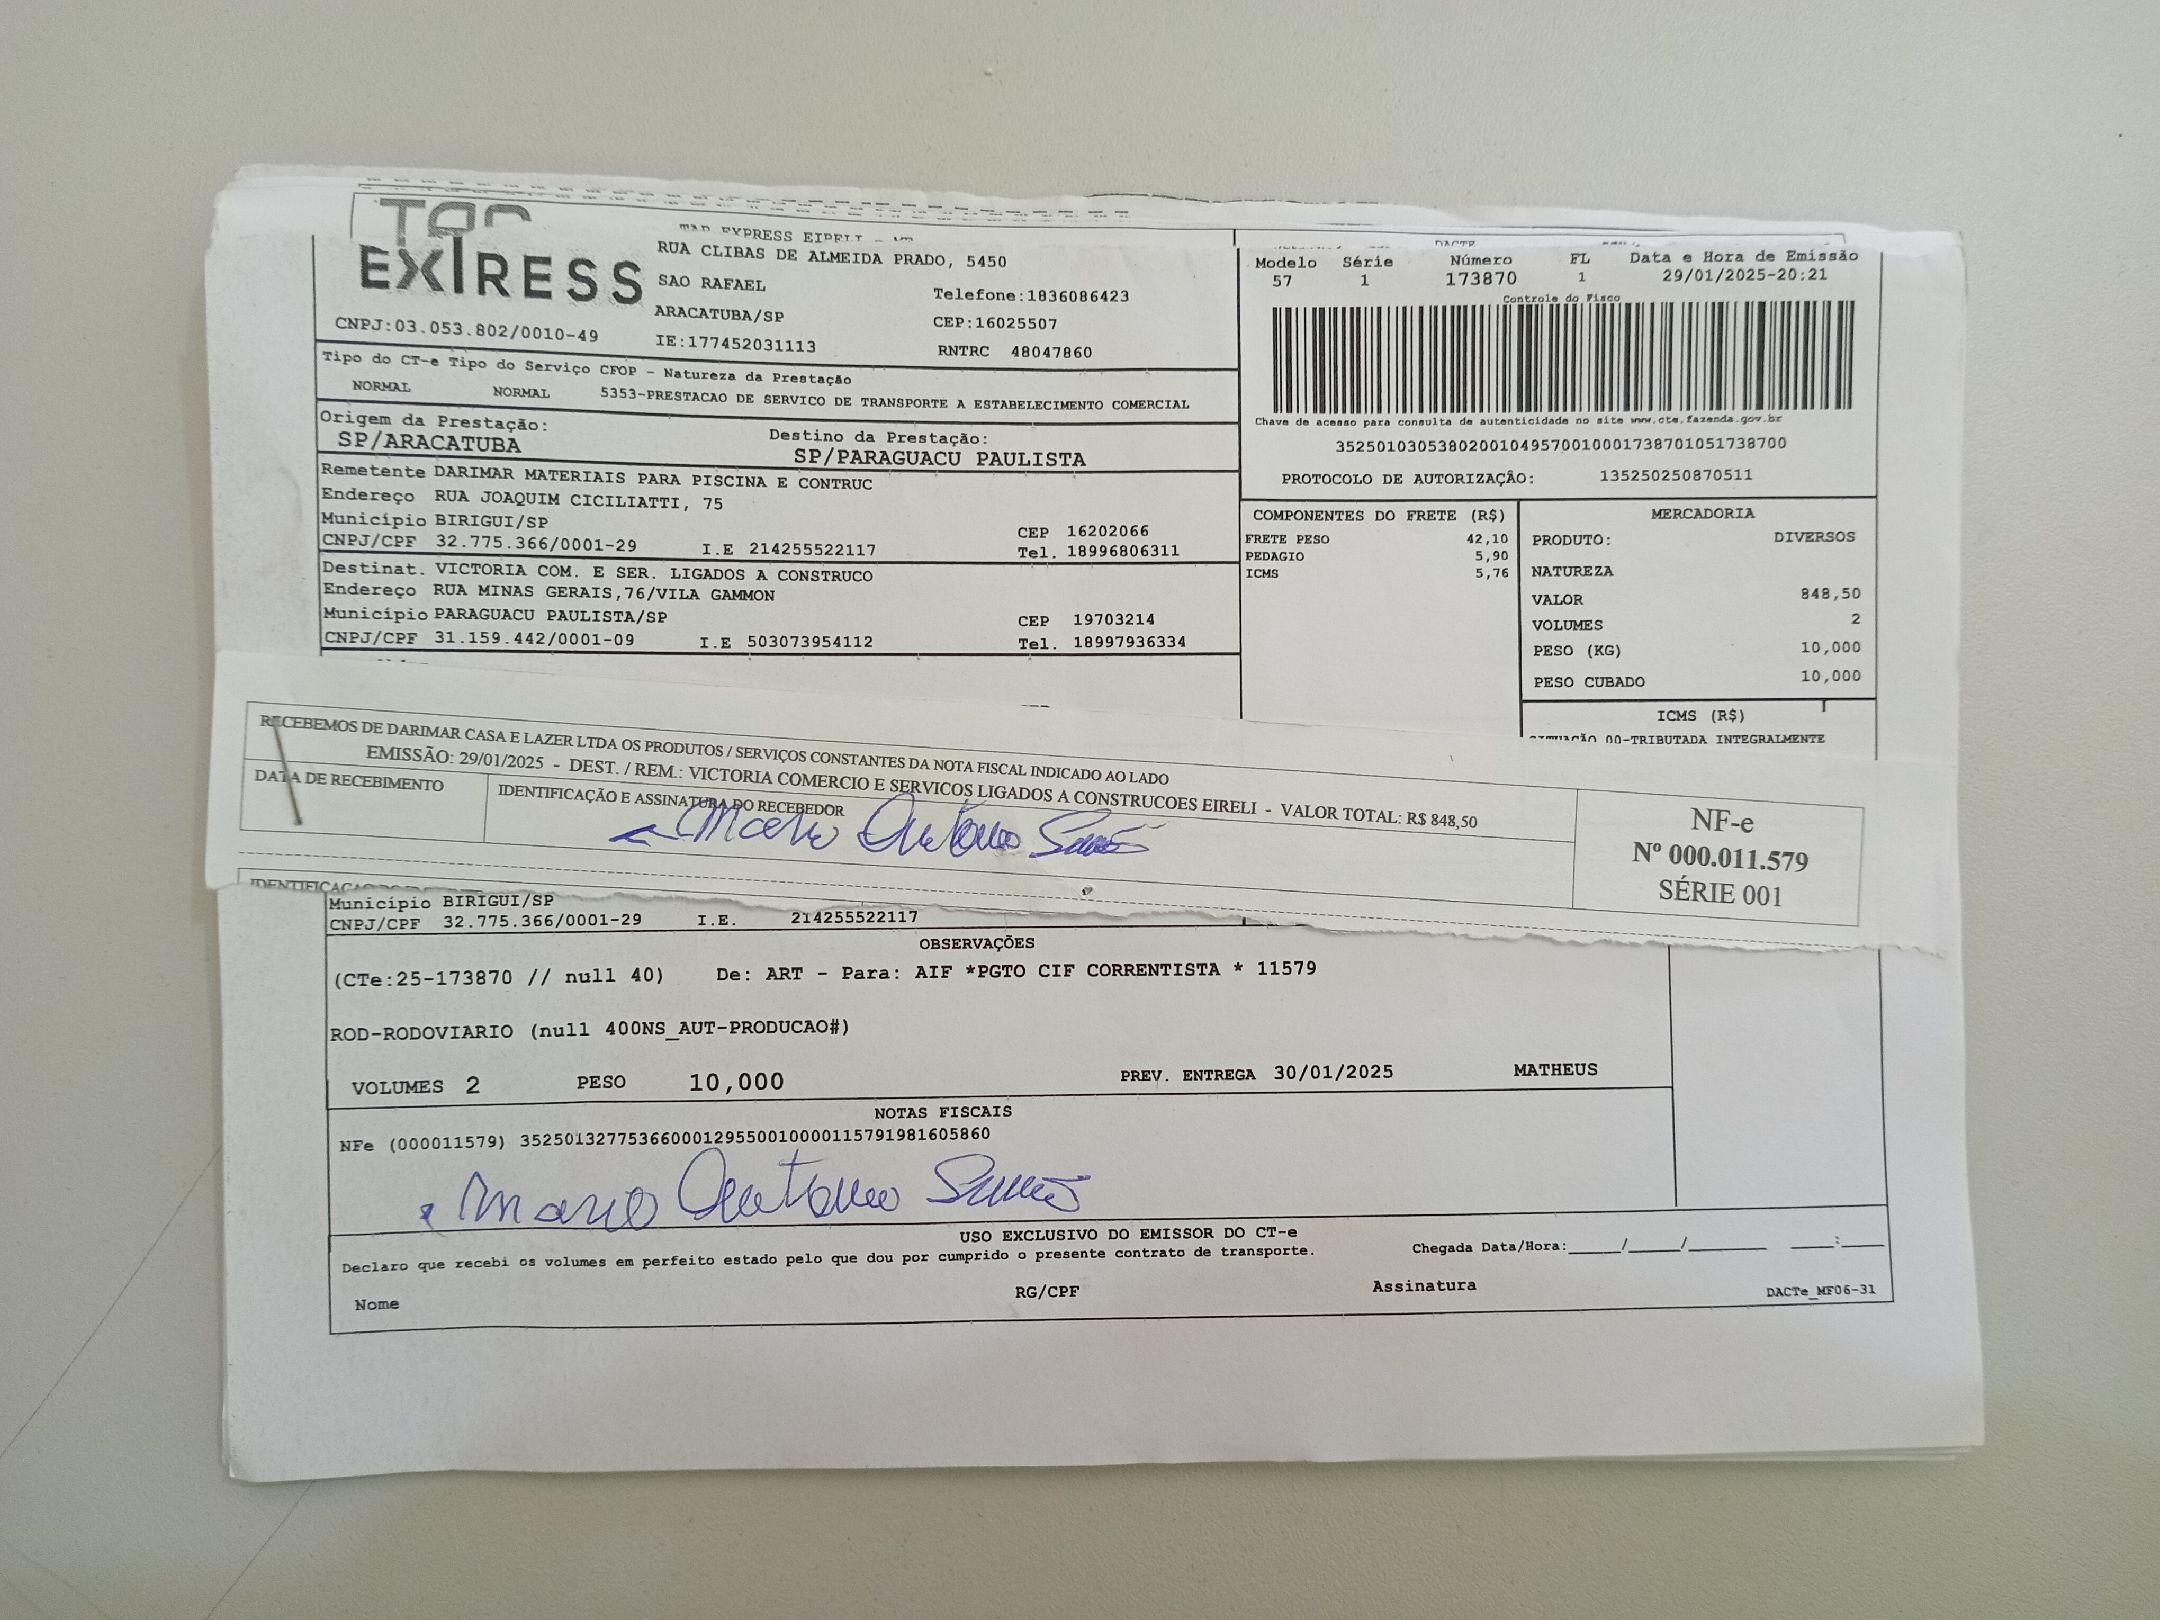 EXPRESS
EXPRESS EIRELI
RUA CLIBAS DE ALMEIDA PRADO, 5450
SAO RAFAEL
Telefone:1836086423
ARACATUBA/SP
CEP:16025507
CNPJ:03.053.802/0010-49
IE:177452031113
RNTRC 48047860
DACTE
Modelo Série Número FL Data e Hora de Emissão
57 1 173870 1 29/01/2025-20:21
Controle do Fisco
Chave de acesso para consulta de autenticidade no site www.cte.fazenda.gov.br
35250103053802001049570010001738701051738700
PROTOCOLO DE AUTORIZAÇÃO: 135250250870511
Tipo do CT-e Tipo do Serviço CFOP - Natureza da Prestação
NORMAL NORMAL 5353-PRESTACAO DE SERVICO DE TRANSPORTE A ESTABELECIMENTO COMERCIAL
Origem da Prestação: Destino da Prestação:
SP/ARACATUBA SP/PARAGUACU PAULISTA
Remetente DARIMAR MATERIAIS PARA PISCINA E CONTRUC
Endereço RUA JOAQUIM CICILIATTI, 75
Município BIRIGUI/SP CEP 16202066
CNPJ/CPF 32.775.366/0001-29 I.E 214255522117 Tel. 18996806311
Destinat. VICTORIA COM. E SER. LIGADOS A CONSTRUCO
Endereço RUA MINAS GERAIS,76/VILA GAMMON
Município PARAGUACU PAULISTA/SP CEP 19703214
CNPJ/CPF 31.159.442/0001-09 I.E 503073954112 Tel. 18997936334
COMPONENTES DO FRETE (R$)
FRETE PESO 42,10
PEDAGIO 5,90
ICMS 5,76
MERCADORIA
PRODUTO: DIVERSOS
NATUREZA
VALOR 848,50
VOLUMES 2
PESO (KG) 10,000
PESO CUBADO 10,000
ICMS (R$)
SITUAÇÃO 00-TRIBUTADA INTEGRALMENTE
RECEBEMOS DE DARIMAR CASA E LAZER LTDA OS PRODUTOS / SERVIÇOS CONSTANTES DA NOTA FISCAL INDICADO AO LADO
EMISSÃO: 29/01/2025 - DEST. / REM.: VICTORIA COMERCIO E SERVICOS LIGADOS A CONSTRUCOES EIRELI - VALOR TOTAL: R$ 848,50
DATA DE RECEBIMENTO
IDENTIFICAÇÃO E ASSINATURA DO RECEBEDOR
Mario Antonio
NF-e
Nº 000.011.579
SÉRIE 001
Município BIRIGUI/SP
CNPJ/CPF 32.775.366/0001-29 I.E. 214255522117
OBSERVAÇÕES
(CTe:25-173870 // null 40) De: ART - Para: AIF *PGTO CIF CORRENTISTA * 11579
ROD-RODOVIARIO (null 400NS_AUT-PRODUCAO#)
VOLUMES 2 PESO 10,000 PREV. ENTREGA 30/01/2025 MATHEUS
NOTAS FISCAIS
NFe (000011579) 35250132775366000129550010000115791981605860
Mario Antonio
USO EXCLUSIVO DO EMISSOR DO CT-e
Declaro que recebi os volumes em perfeito estado pelo que dou por cumprido o presente contrato de transporte. Chegada Data/Hora:____/____/______ ____:____
Nome RG/CPF Assinatura
DACTe_MF06-31